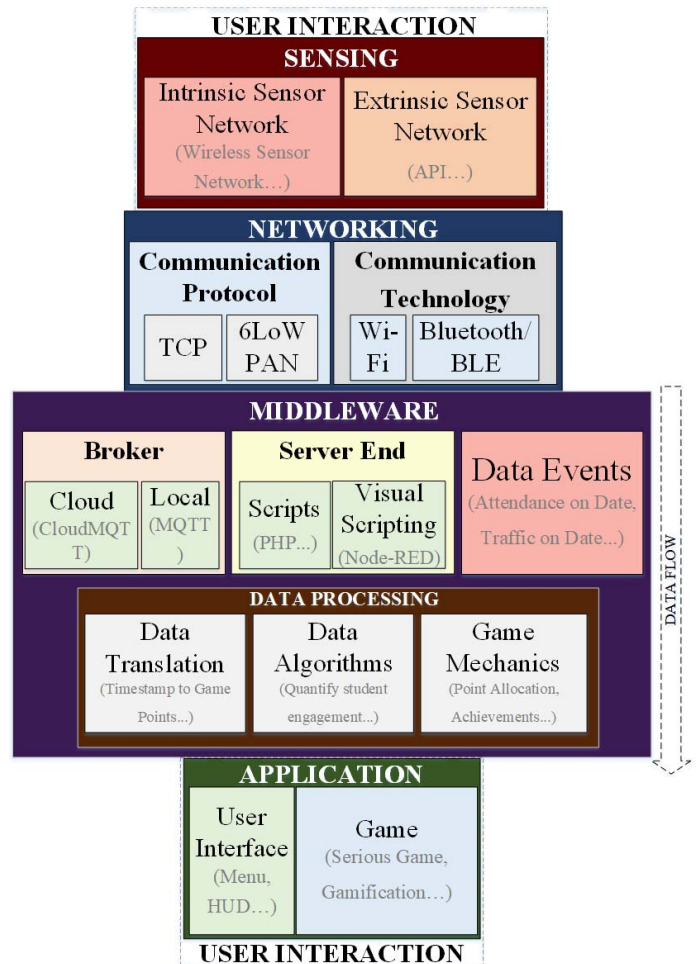 USER INTERACTION
SENSING
Intrinsic Sensor
Network
(Wireless Sensor
Network…)
Extrinsic Sensor
Network
(API…)
NETWORKING
Communication
Protocol
TCP
6LoW
PAN
Communication
Technology
Wi-
Fi
Bluetooth/
BLE
MIDDLEWARE
Broker
Cloud
(CloudMQT
T)
Local
(MQTT
)
Server End
Scripts
(PHP...)
Visual
Scripting
(Node-RED)
Data Events
(Attendance on Date,
Traffic on Date...)
DATA PROCESSING
Data
Translation
(Timestamp to Game
Points...)
Data
Algorithms
(Quantify student
engagement...)
Game
Mechanics
(Point Allocation,
Achievements...)
DATA FLOW
APPLICATION
User
Interface
(Menu,
HUD…)
Game
(Serious Game,
Gamification…)
USER INTERACTION